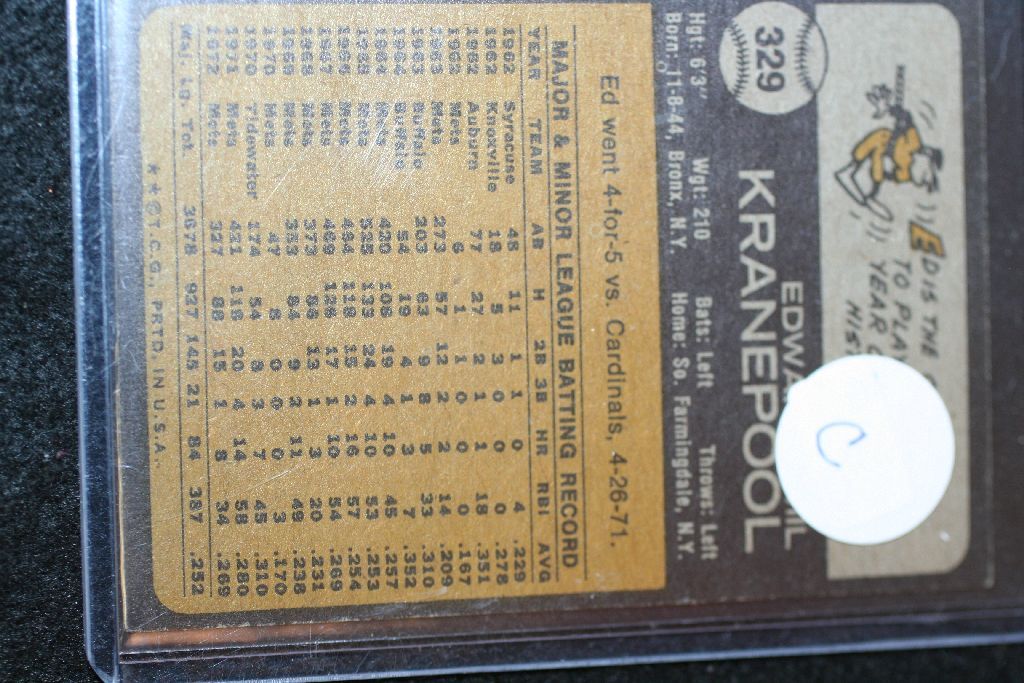 ED IS THE
TO PLA
YEAR
HIS
C
329
EDWA
KRANEPOOL
Hgt: 6'3" Wgt: 210 Bats: Left Throws: Left
Born: 11-8-44, Bronx, N.Y. Home: So. Farmingdale, N.Y.
Ed went 4-for-5 vs. Cardinals, 4-26-71.
MAJOR & MINOR LEAGUE BATTING RECORD
YEAR TEAM AB H 2B 3B HR RBI AVG
1962 Syracuse 48 11 1 1 0 4 .229
1962 Knoxville 18 5 3 0 0 0 .278
1962 Auburn 77 27 2 1 1 18 .351
1962 Mets 6 1 1 0 0 0 .167
1963 Mets 273 57 12 2 2 14 .209
1963 Buffalo 203 63 9 8 5 33 .310
1964 Buffalo 54 19 4 1 3 7 .352
1964 Mets 420 108 19 4 10 45 .257
1965 Mets 525 133 24 4 10 53 .253
1966 Mets 464 118 15 2 16 57 .254
1967 Mets 469 126 17 1 10 54 .269
1968 Mets 373 86 13 1 3 20 .231
1969 Mets 353 84 9 2 11 49 .238
1970 Mets 47 8 0 0 0 3 .170
1970 Tidewater 174 54 8 3 7 45 .310
1971 Mets 421 118 20 4 14 58 .280
1972 Mets 327 88 15 1 8 34 .269
Maj. Lg. Tot. 3678 927 145 21 84 387 .252
★★© T.C.G., PRTD. IN U.S.A.